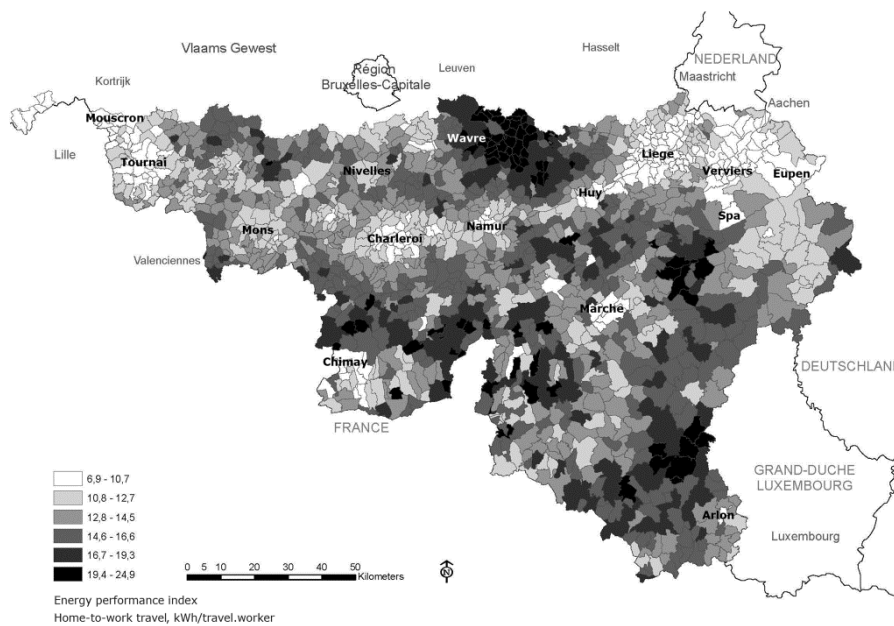 Vlaams Gewest
Hasselt
NEDERLAND
Région
Bruxelles-Capitale
Leuven
Maastricht
Kortrijk
Aachen
Mouscron
Wavre
Lille
Tournai
Liege
Nivelles
Verviers
Eupen
Huy
Spa
Mons
Charleroi
Namur
Valenciennes
Marche
Chimay
DEUTSCHLAND
FRANCE
GRAND-DUCHE
LUXEMBOURG
Arlon
Luxembourg
6,9 - 10,7
10,8 - 12,7
12,8 - 14,5
14,6 - 16,6
16,7 - 19,3
19,4 - 24,9
0 5 10 20 30 40 50
Kilometers
N
Energy performance index
Home-to-work travel, kWh/travel.worker